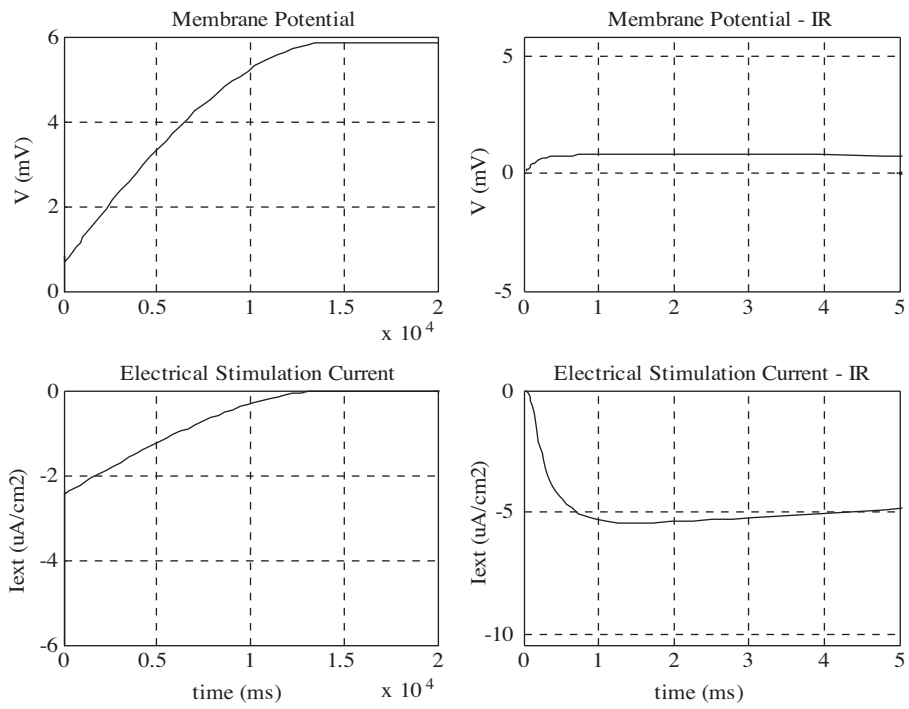 Membrane Potential
6
4
2
0
V (mV)
0 0.5 1 1.5 2
x 10^4
Membrane Potential - IR
5
0
-5
V (mV)
0 1 2 3 4 5
Electrical Stimulation Current
0
-2
-4
-6
Iext (uA/cm2)
0 0.5 1 1.5 2
time (ms)
x 10^4
Electrical Stimulation Current - IR
0
-5
-10
Iext (uA/cm2)
0 1 2 3 4 5
time (ms)